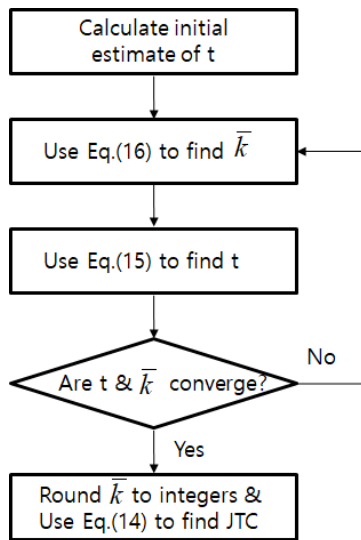 Calculate initial
estimate of t
Use Eq.(16) to find k̅
Use Eq.(15) to find t
Are t & k̅ converge?
No
Yes
Round k̅ to integers &
Use Eq.(14) to find JTC